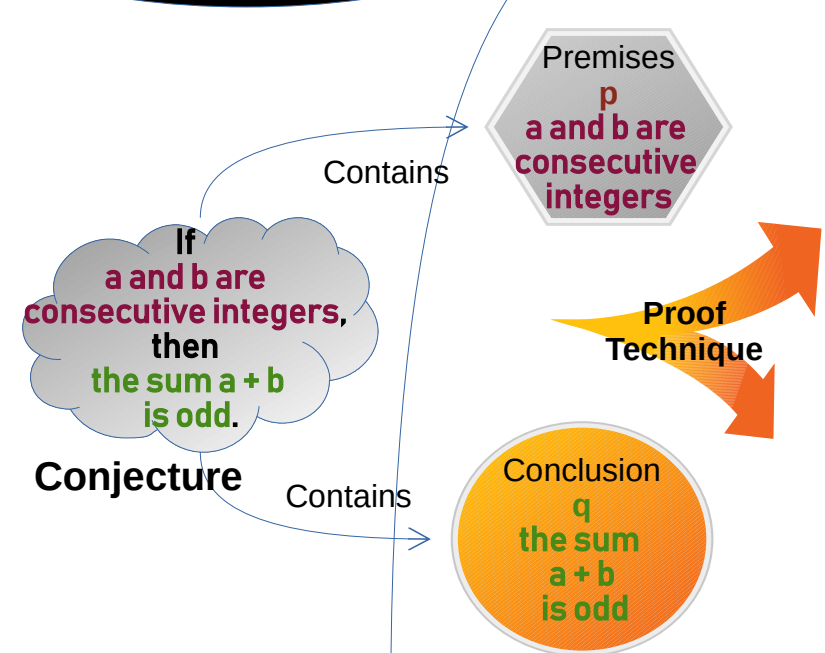 Premises
p
a and b are
consecutive
integers
Contains
If
a and b are
consecutive integers,
then
the sum a + b
is odd.
Conjecture
Proof
Technique
Contains
Conclusion
q
the sum
a + b
is odd